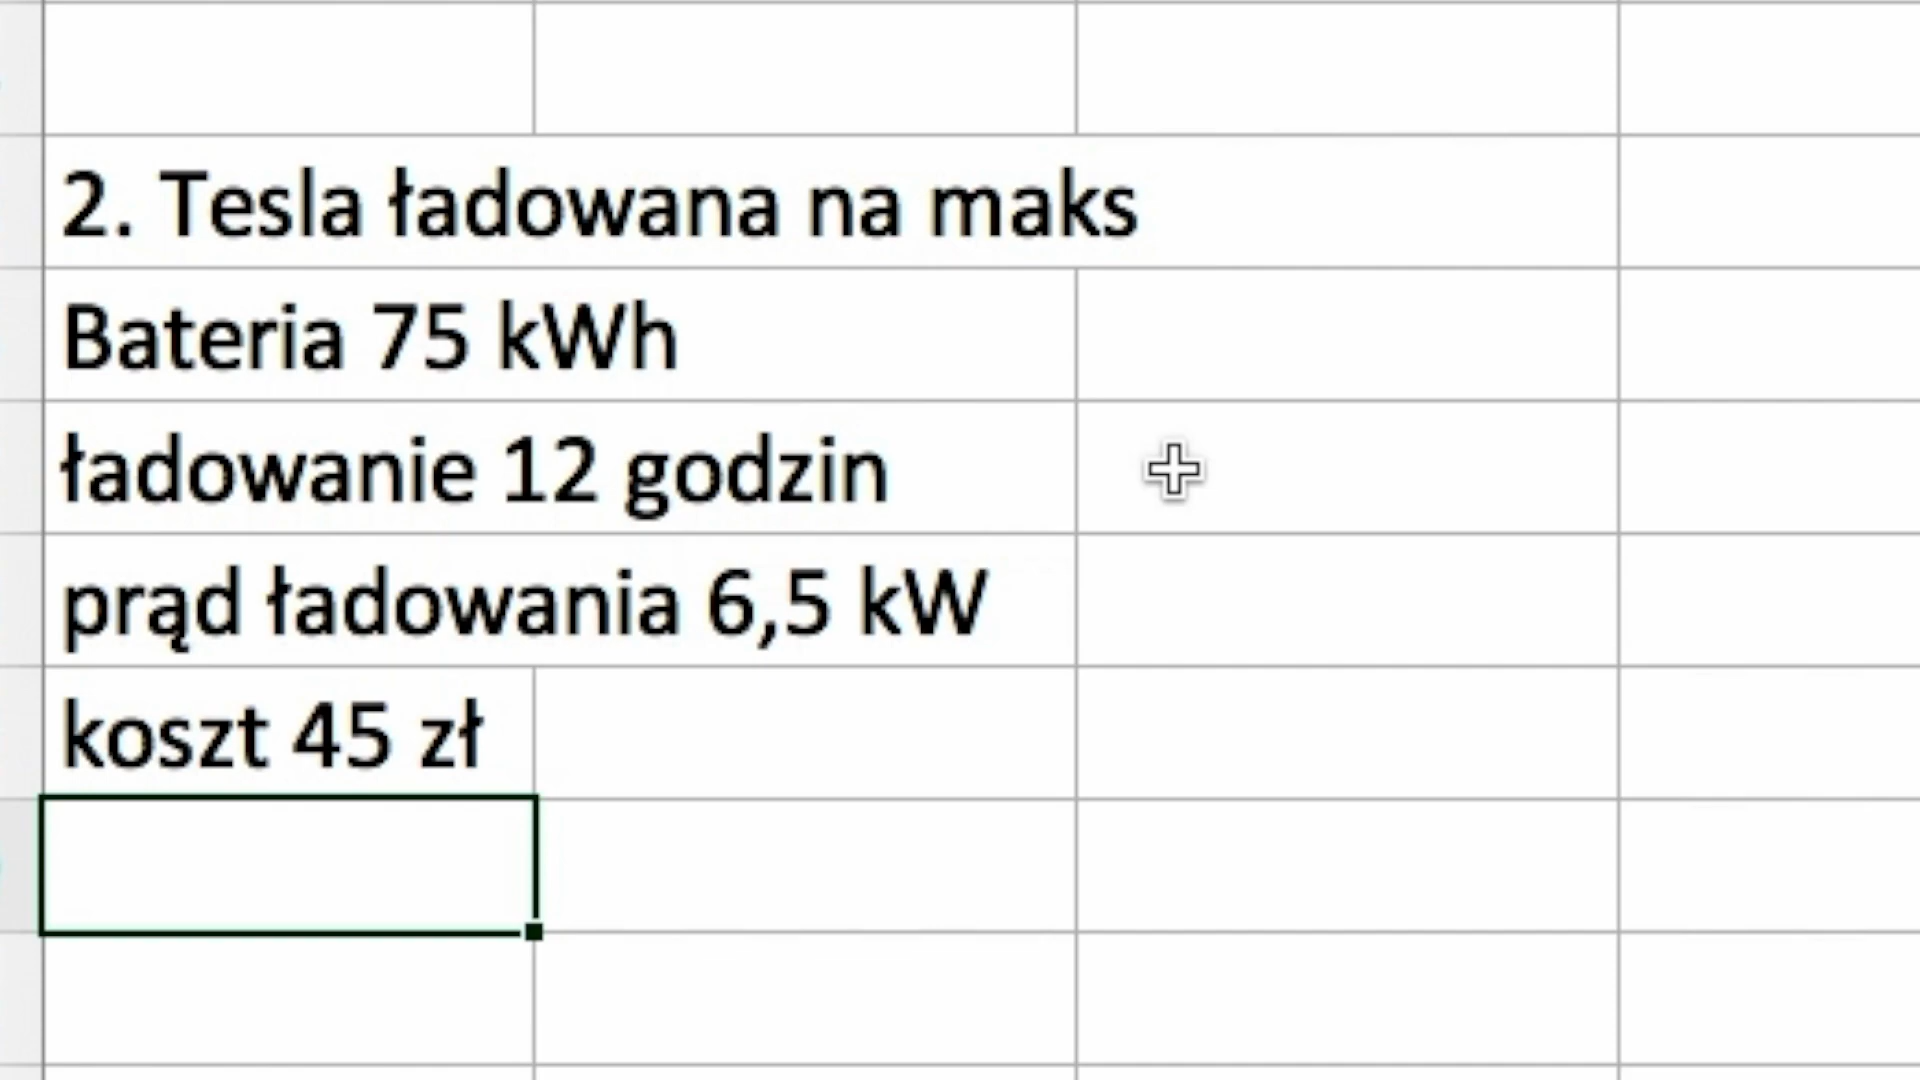 2. Tesla ładowana na maks
Bateria 75 kWh
ładowanie 12 godzin
prąd ładowania 6,5 kW
koszt 45 zł